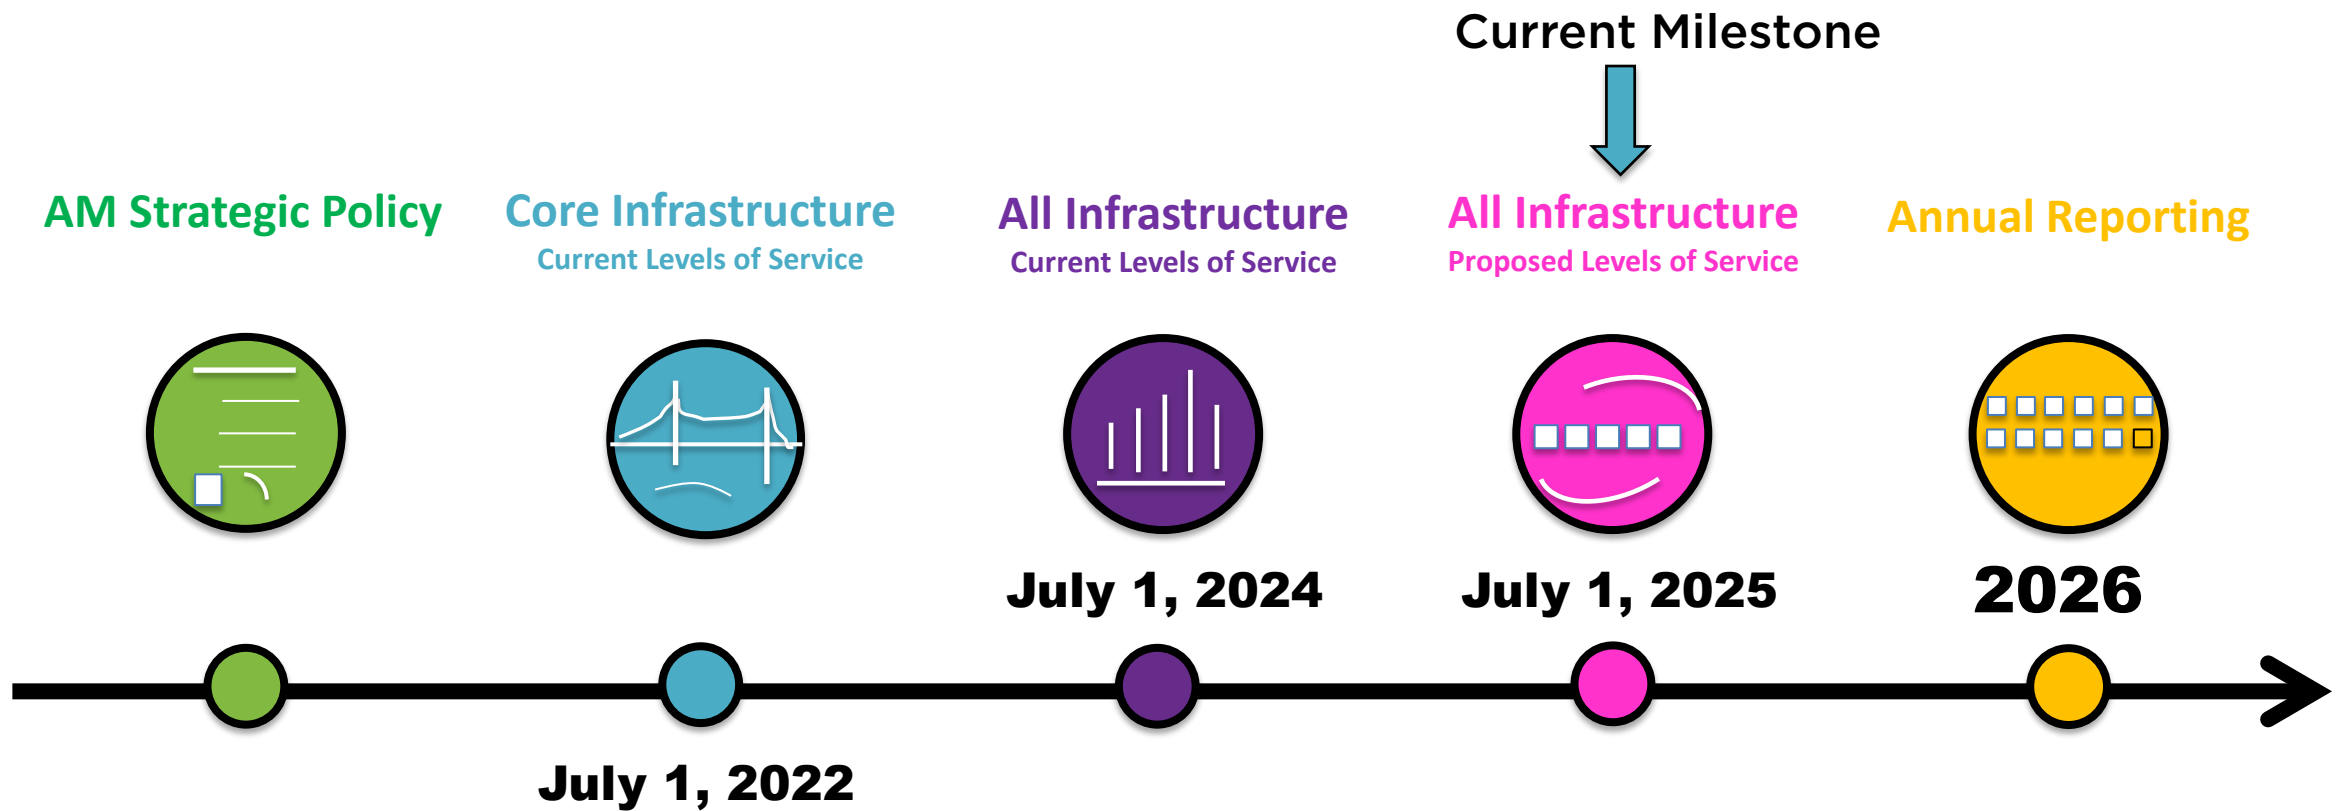 Current Milestone
AM Strategic Policy
Core Infrastructure
Current Levels of Service
All Infrastructure
Current Levels of Service
All Infrastructure
Proposed Levels of Service
Annual Reporting
July 1, 2024
July 1, 2025
2026
July 1, 2022